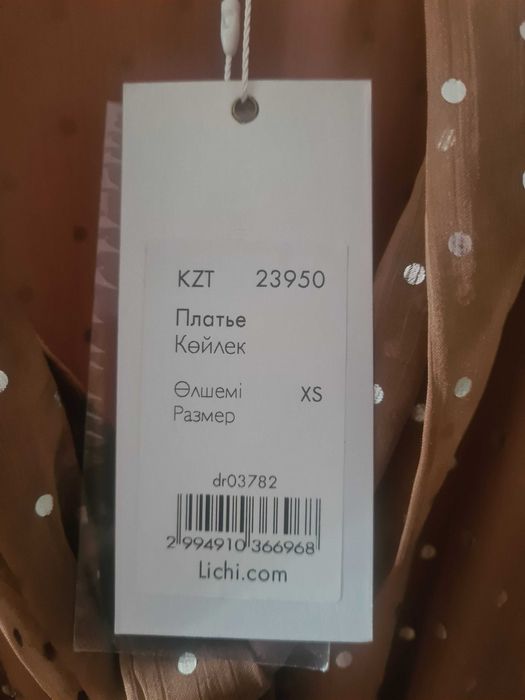 KZT 23950
Платье
Көйлек
Өлшемі XS
Размер
dr03782
2 994910 366968
Lichi.com